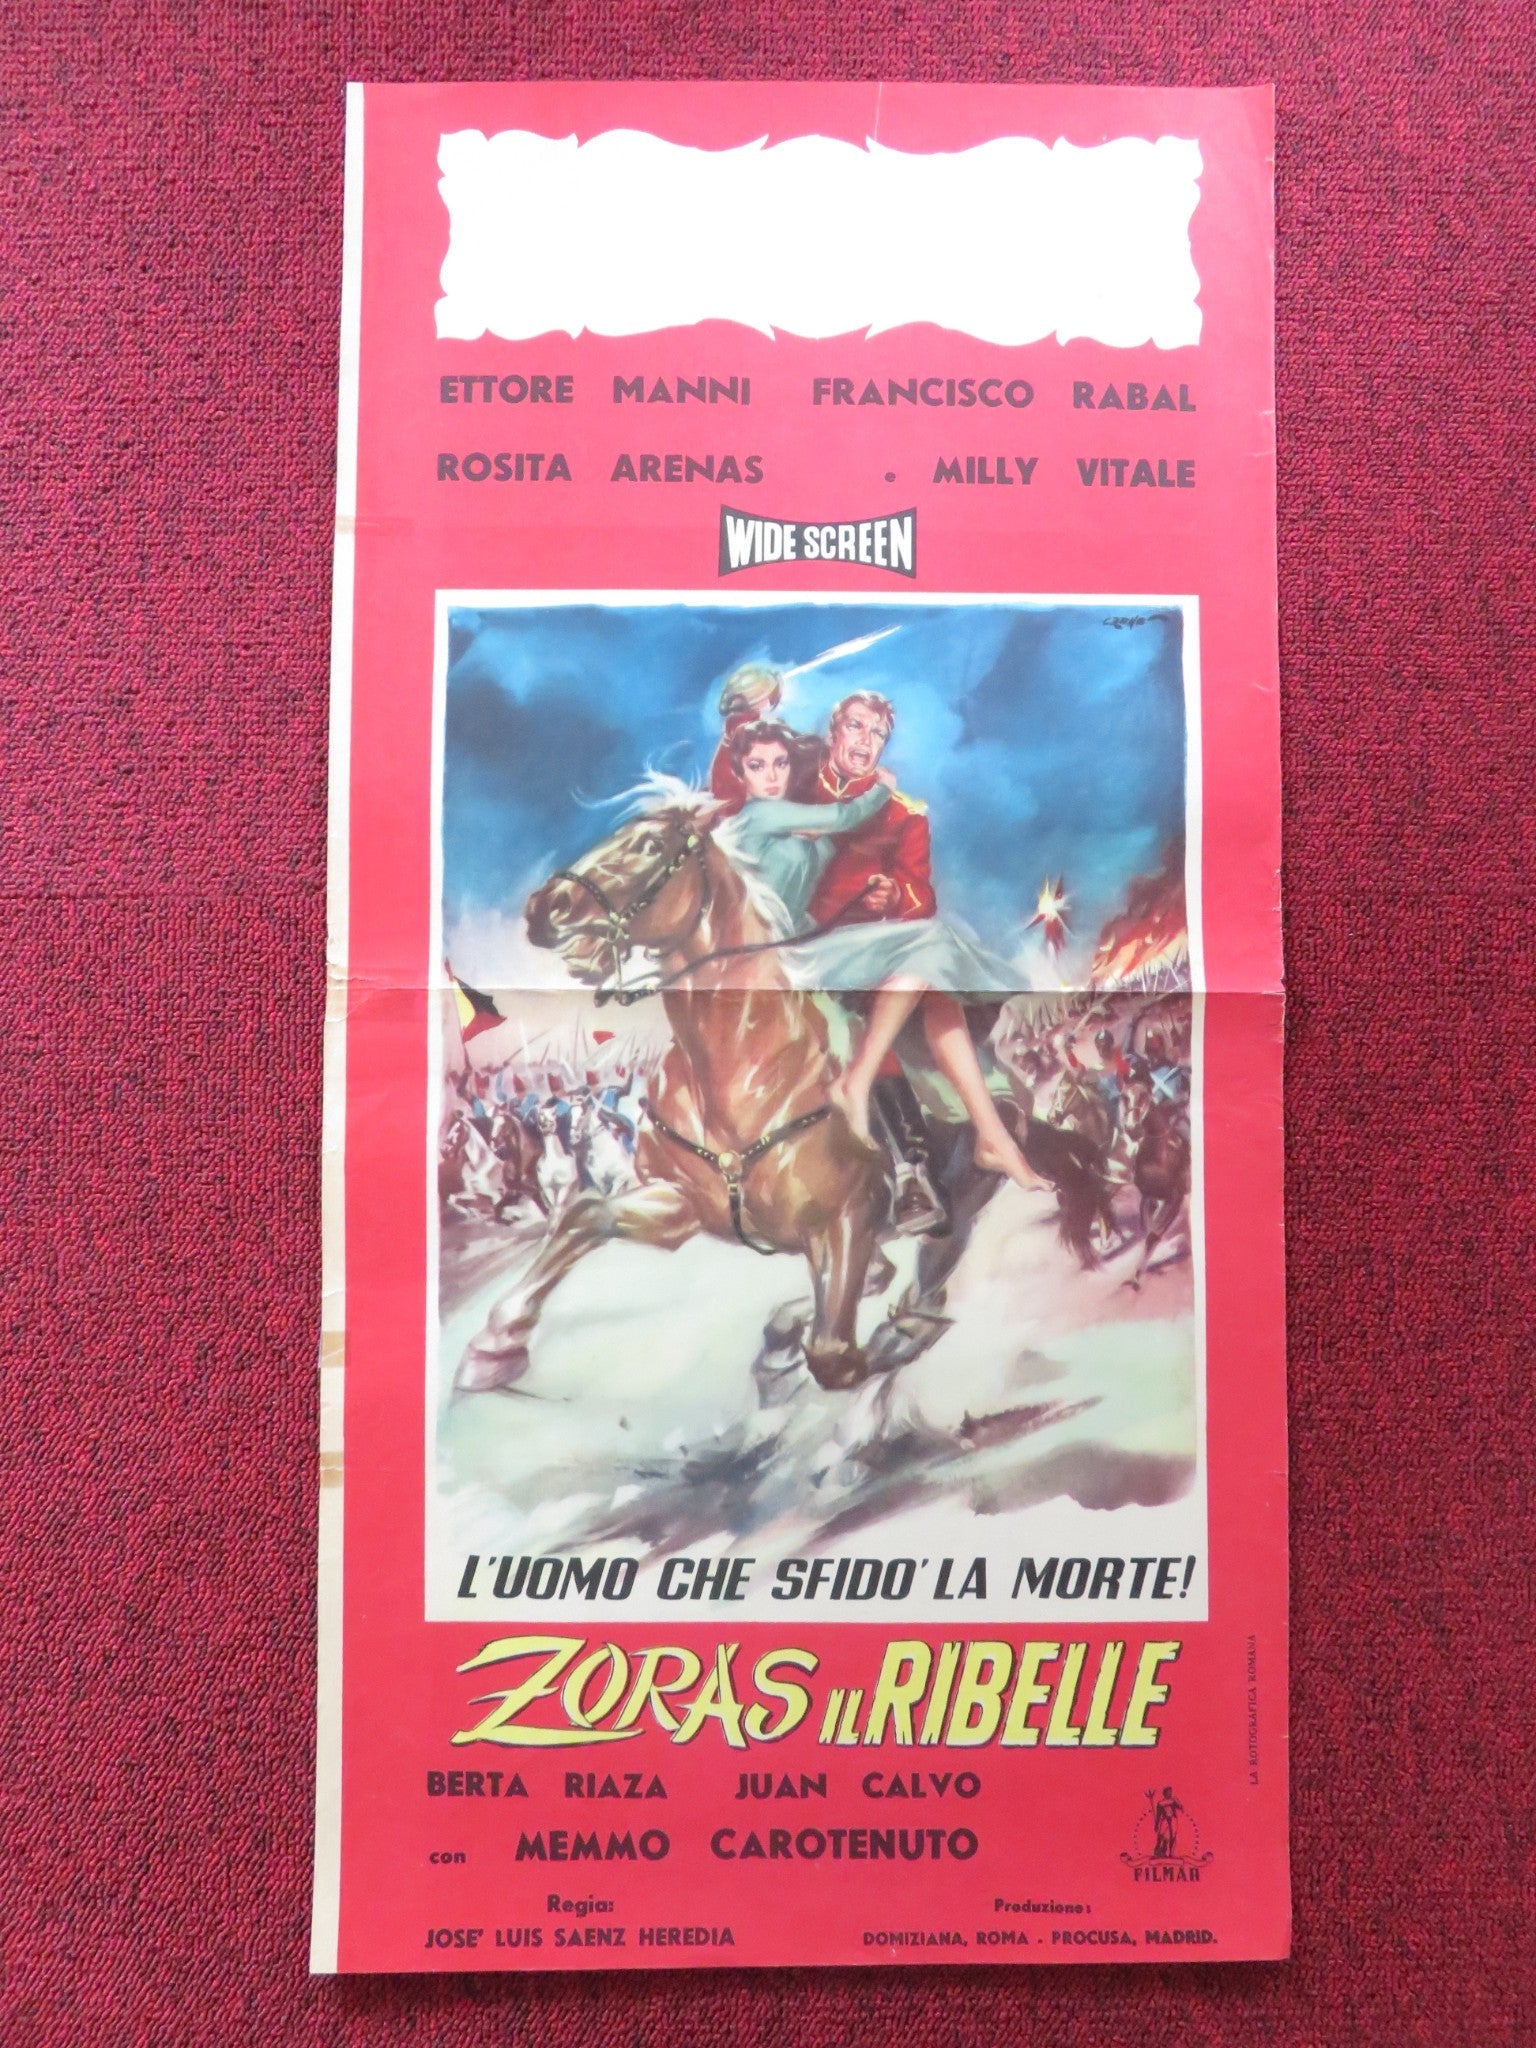 ETTORE MANNI FRANCISCO RABAL
ROSITA ARENAS e MILLY VITALE
WIDE SCREEN
L'UOMO CHE SFIDO' LA MORTE!
ZORAS IL RIBELLE
BERTA RIAZA JUAN CALVO
con MEMMO CAROTENUTO
FILMAR
Regia:
JOSE' LUIS SAENZ HEREDIA
Produzione:
DOMIZIANA, ROMA - PROCUSA, MADRID.
LA ROTOGRAFICA ROMANA